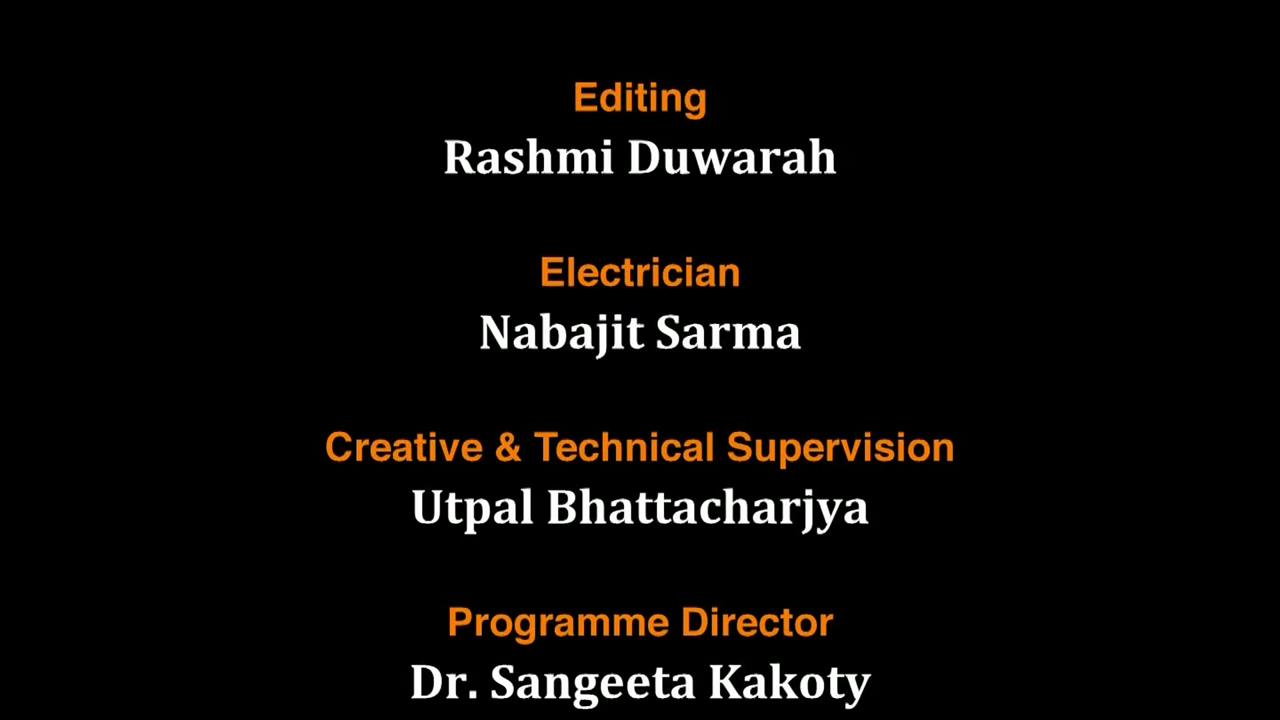 Editing
Rashmi Duwarah
Electrician
Nabajit Sarma
Creative & Technical Supervision
Utpal Bhattacharjya
Programme Director
Dr. Sangeeta Kakoty